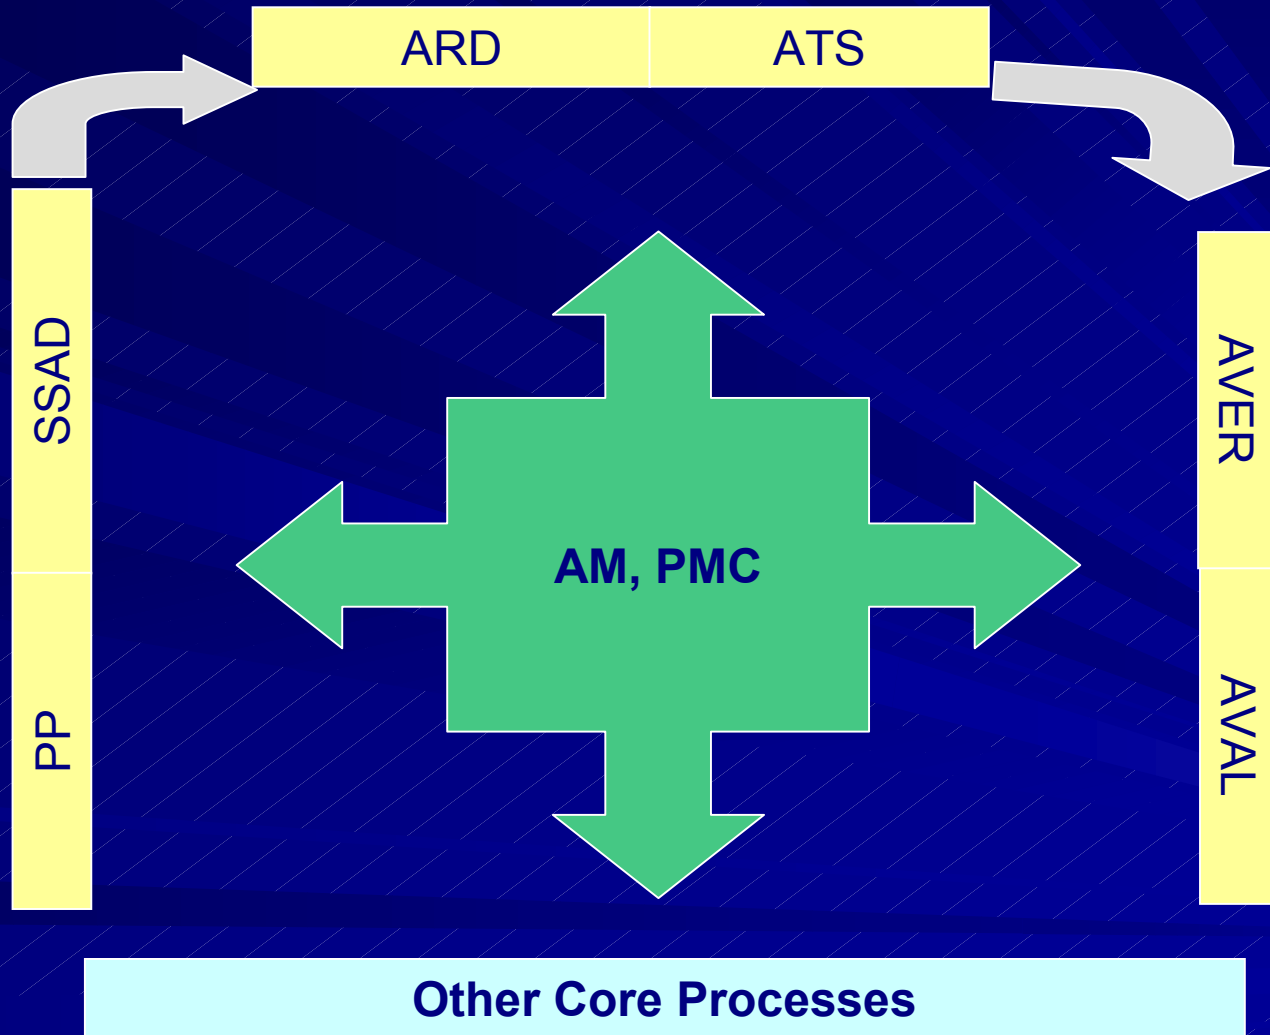 ARD
ATS
SSAD
PP
AM, PMC
AVER
AVAL
Other Core Processes